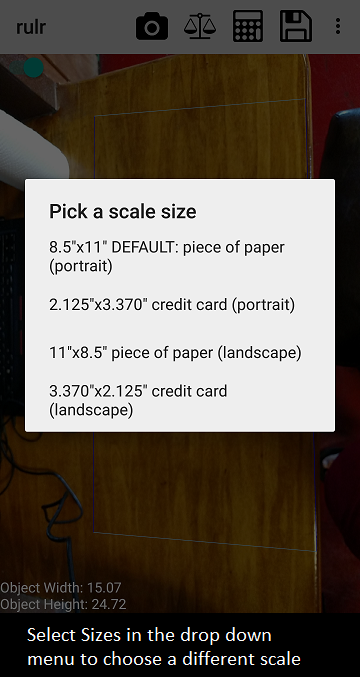 rulr
Pick a scale size
8.5"x11" DEFAULT: piece of paper
(portrait)
2.125"x3.370" credit card (portrait)
11"x8.5" piece of paper (landscape)
3.370"x2.125" credit card
(landscape)
Object Width: 15.07
Object Height: 24.72
Select Sizes in the drop down
menu to choose a different scale